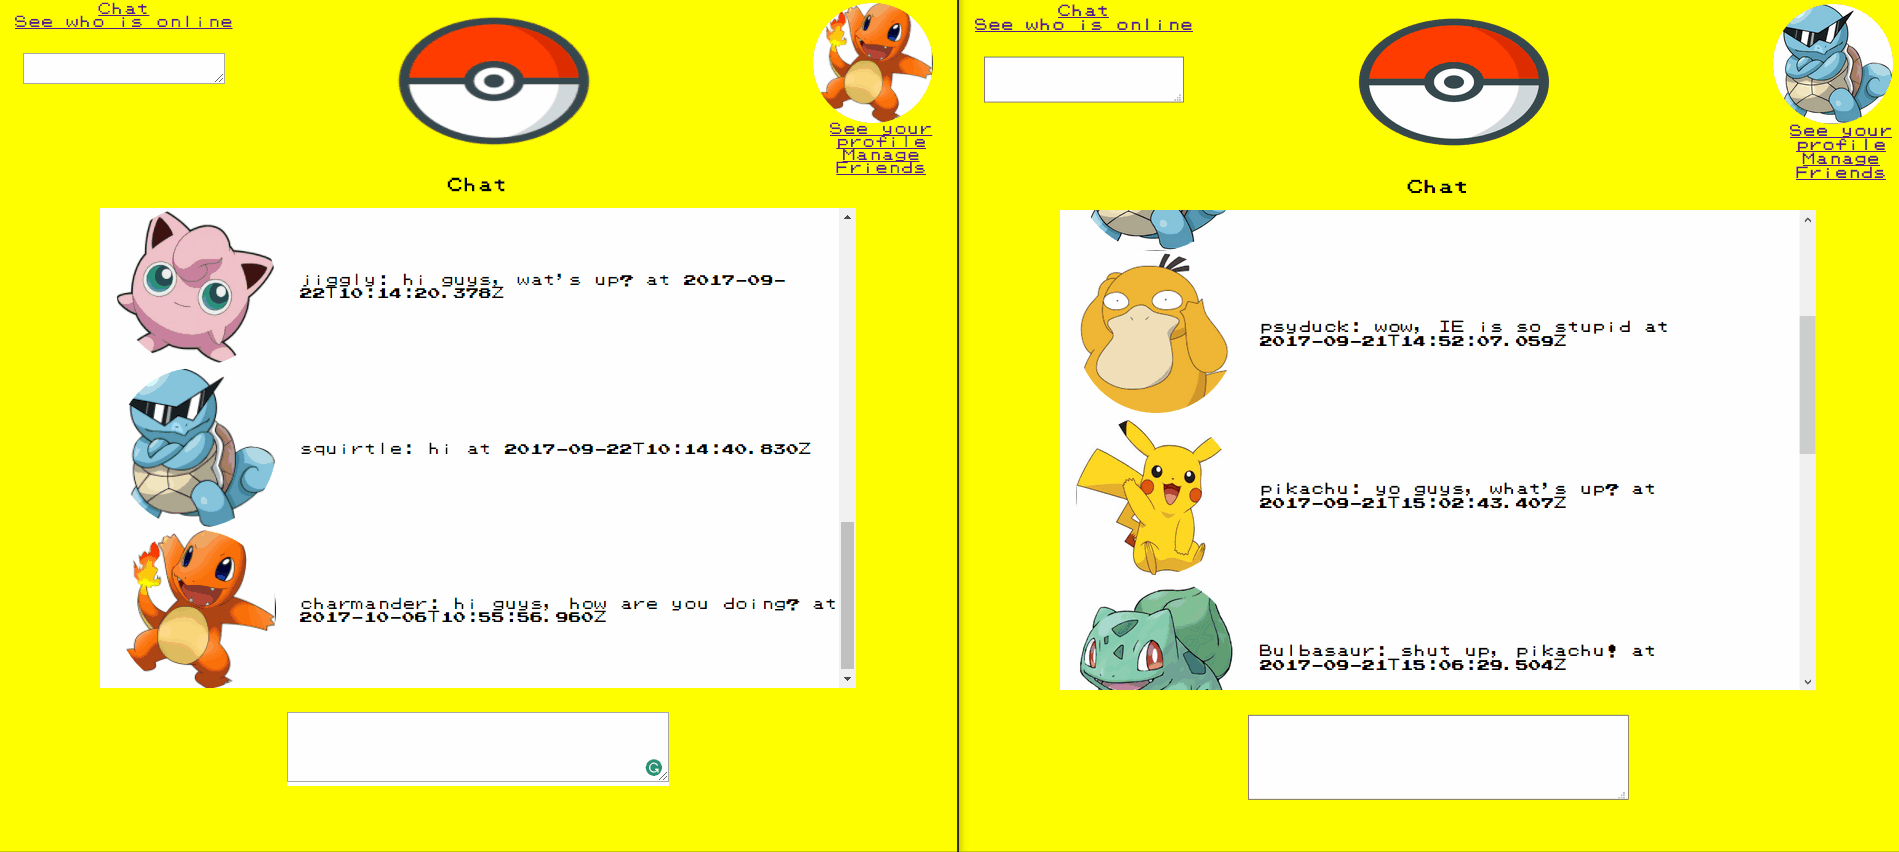 Chat
See who is online
See your
profile
Manage
Friends
Chat
jiggly: hi guys, wat's up? at 2017-09-
22T10:14:20.378Z
squirtle: hi at 2017-09-22T10:14:40.830Z
charmander: hi guys, how are you doing? at
2017-10-06T10:55:56.960Z
Chat
See who is online
See your
profile
Manage
Friends
Chat
psyduck: wow, IE is so stupid at
2017-09-21T14:52:07.059Z
pikachu: yo guys, what's up? at
2017-09-21T15:02:43.407Z
Bulbasaur: shut up, pikachu! at
2017-09-21T15:06:29.504Z